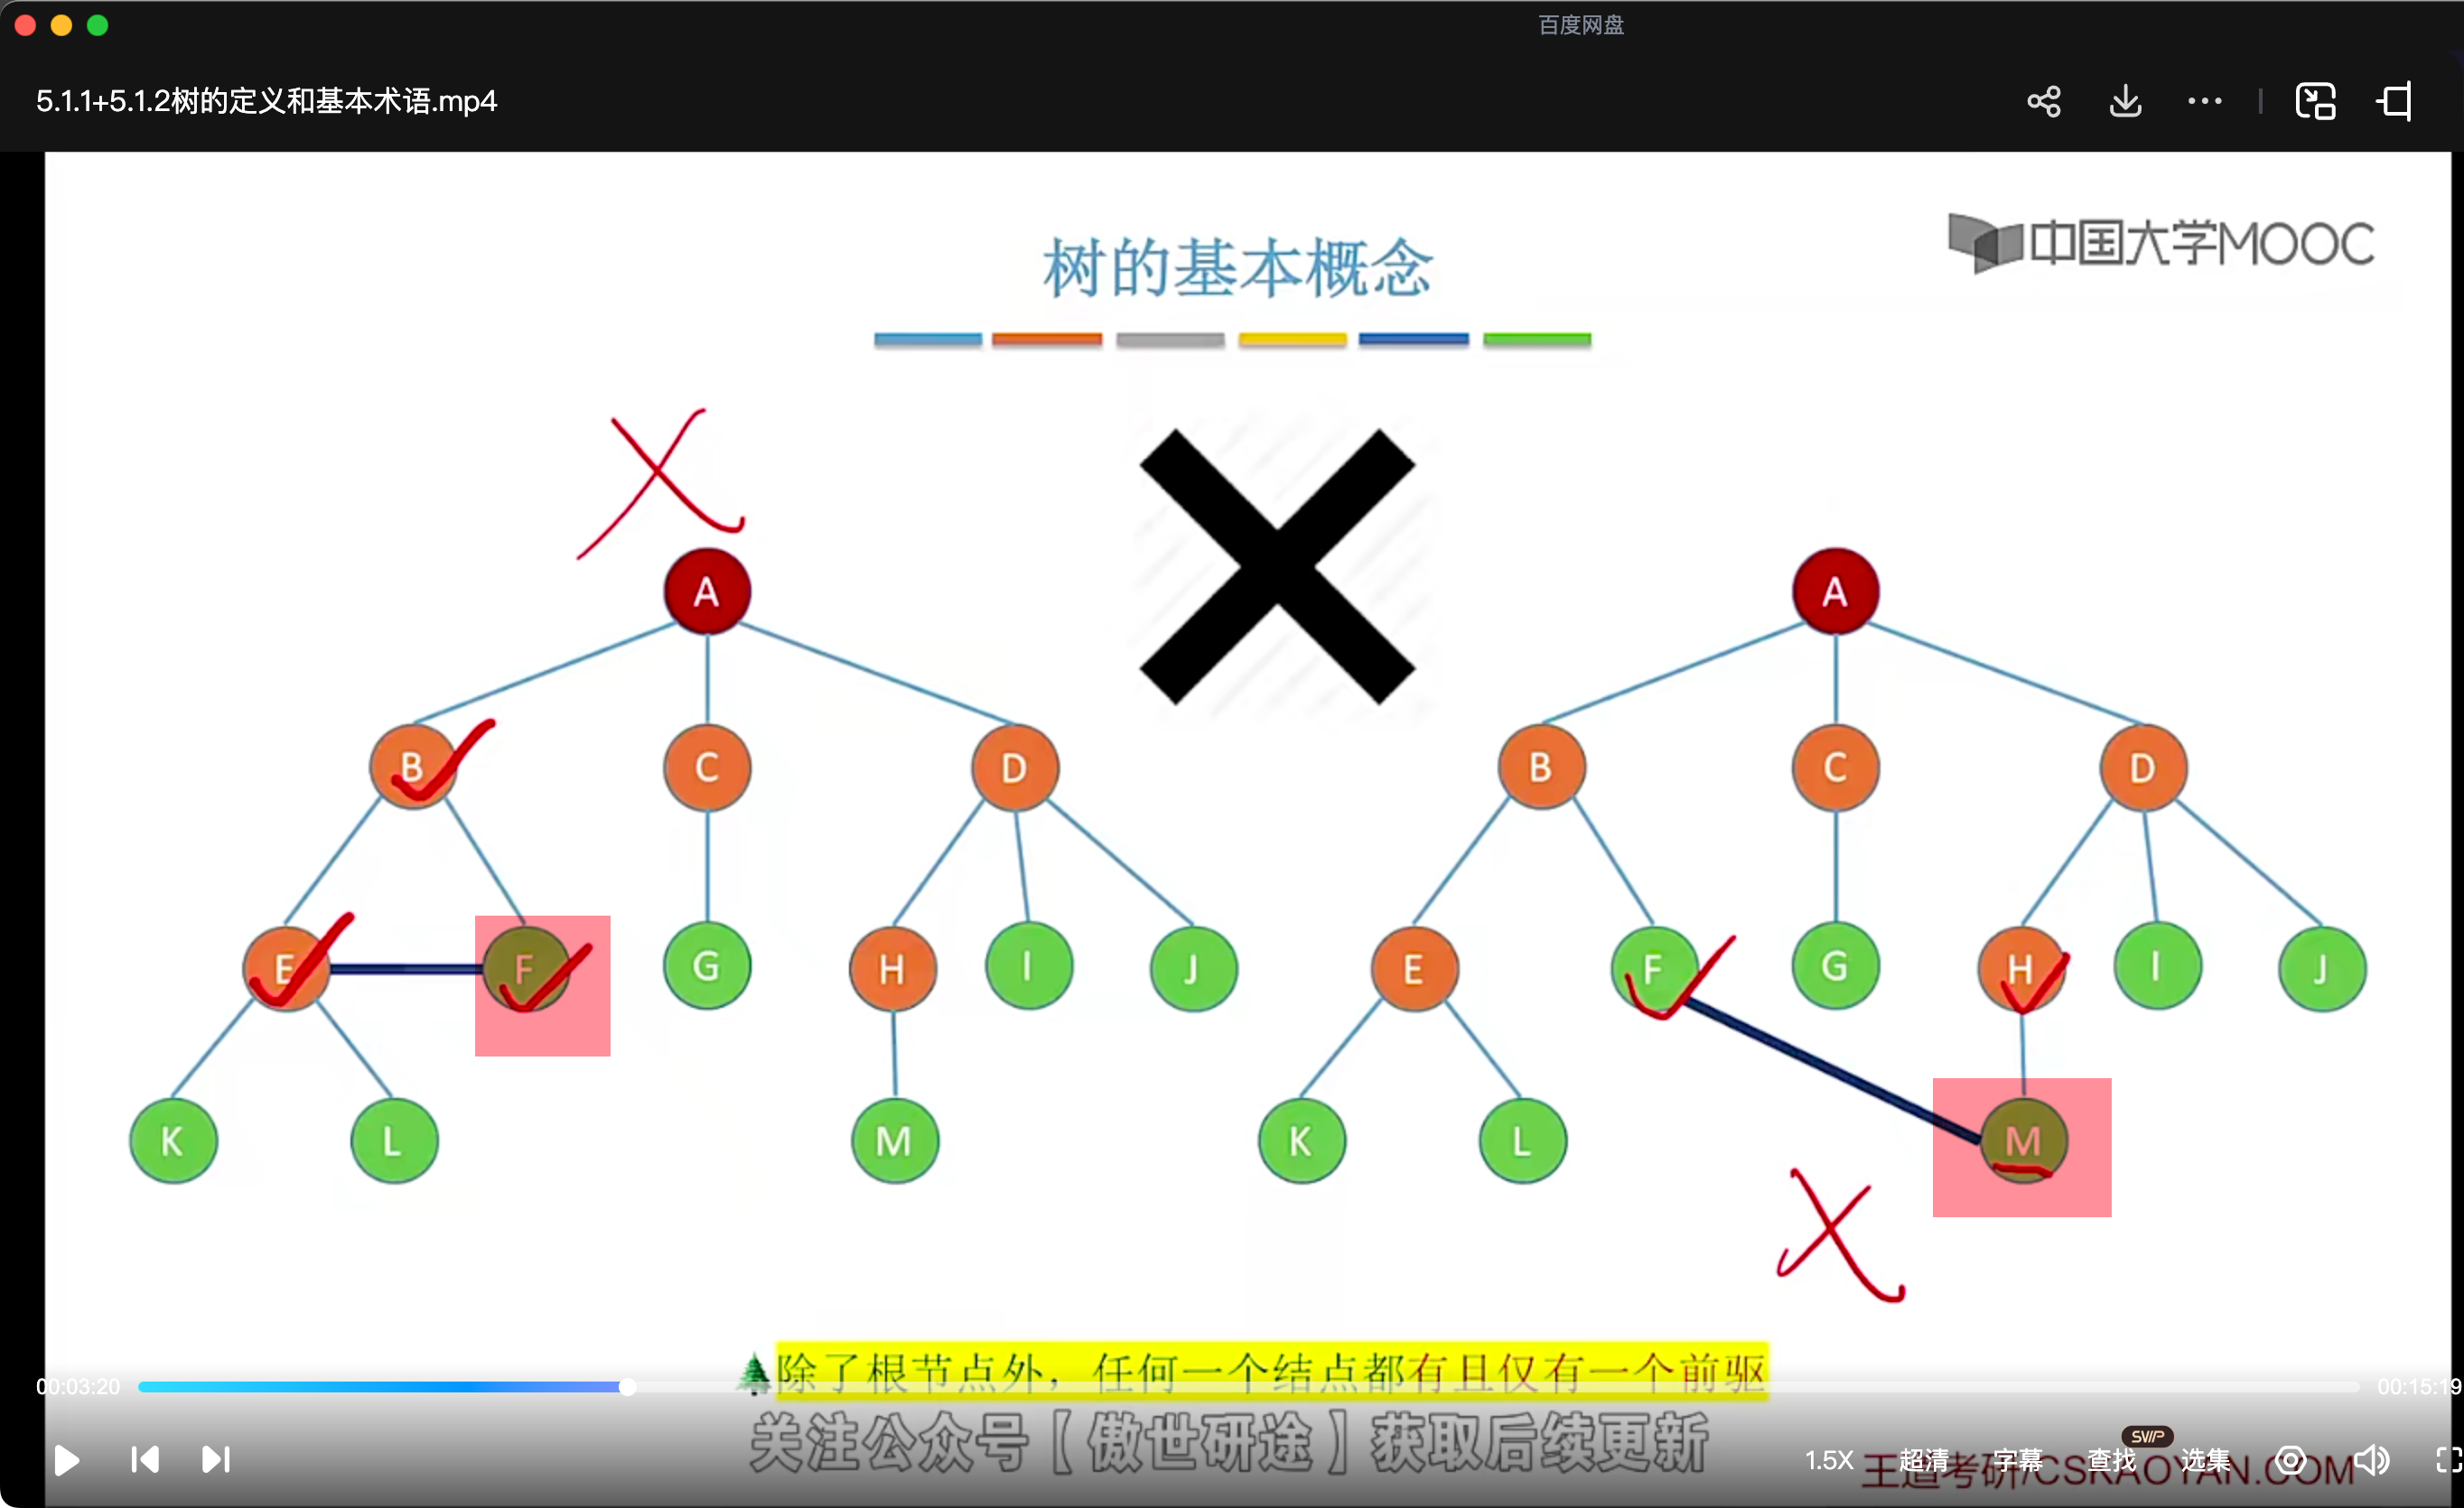 百度网盘
5.1.1+5.1.2树的定义和基本术语.mp4
中国大学MOOC
树的基本概念
A
A
B C D
B C D
E F G H I J
E F G H I J
K L M
K L M
除了根节点外，任何一个结点都有且仅有一个前驱
00:03:20
00:15:19
关注公众号【傲世研途】获取后续更新
SVIP
1.5X 超清 字幕 查找 选集
王道考研/CSKAOYAN.COM